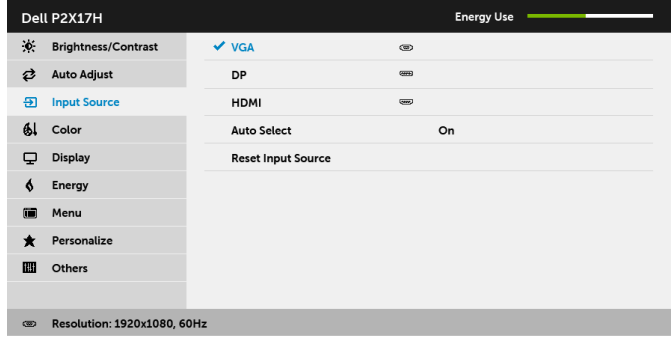 Dell P2X17H Energy Use
Brightness/Contrast VGA
Auto Adjust DP
Input Source HDMI
Color Auto Select On
Display Reset Input Source
Energy
Menu
Personalize
Others
Resolution: 1920x1080, 60Hz